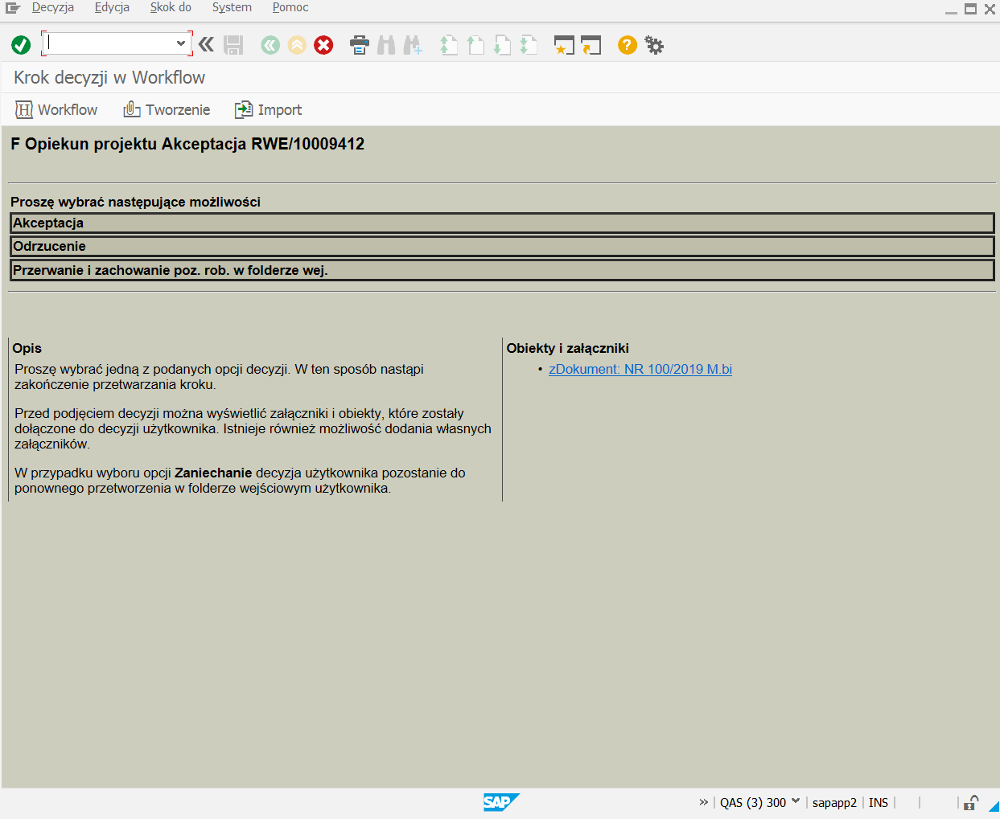 Decyzja Edycja Skok do System Pomoc
Krok decyzji w Workflow
Workflow Tworzenie Import
F Opiekun projektu Akceptacja RWE/10009412
Proszę wybrać następujące możliwości
Akceptacja
Odrzucenie
Przerwanie i zachowanie poz. rob. w folderze wej.
Opis
Proszę wybrać jedną z podanych opcji decyzji. W ten sposób nastąpi
zakończenie przetwarzania kroku.
Przed podjęciem decyzji można wyświetlić załączniki i obiekty, które zostały
dołączone do decyzji użytkownika. Istnieje również możliwość dodania własnych
załączników.
W przypadku wyboru opcji Zaniechanie decyzja użytkownika pozostanie do
ponownego przetworzenia w folderze wejściowym użytkownika.
Obiekty i załączniki
• zDokument: NR 100/2019 M.bi
SAP
QAS (3) 300 sapapp2 INS